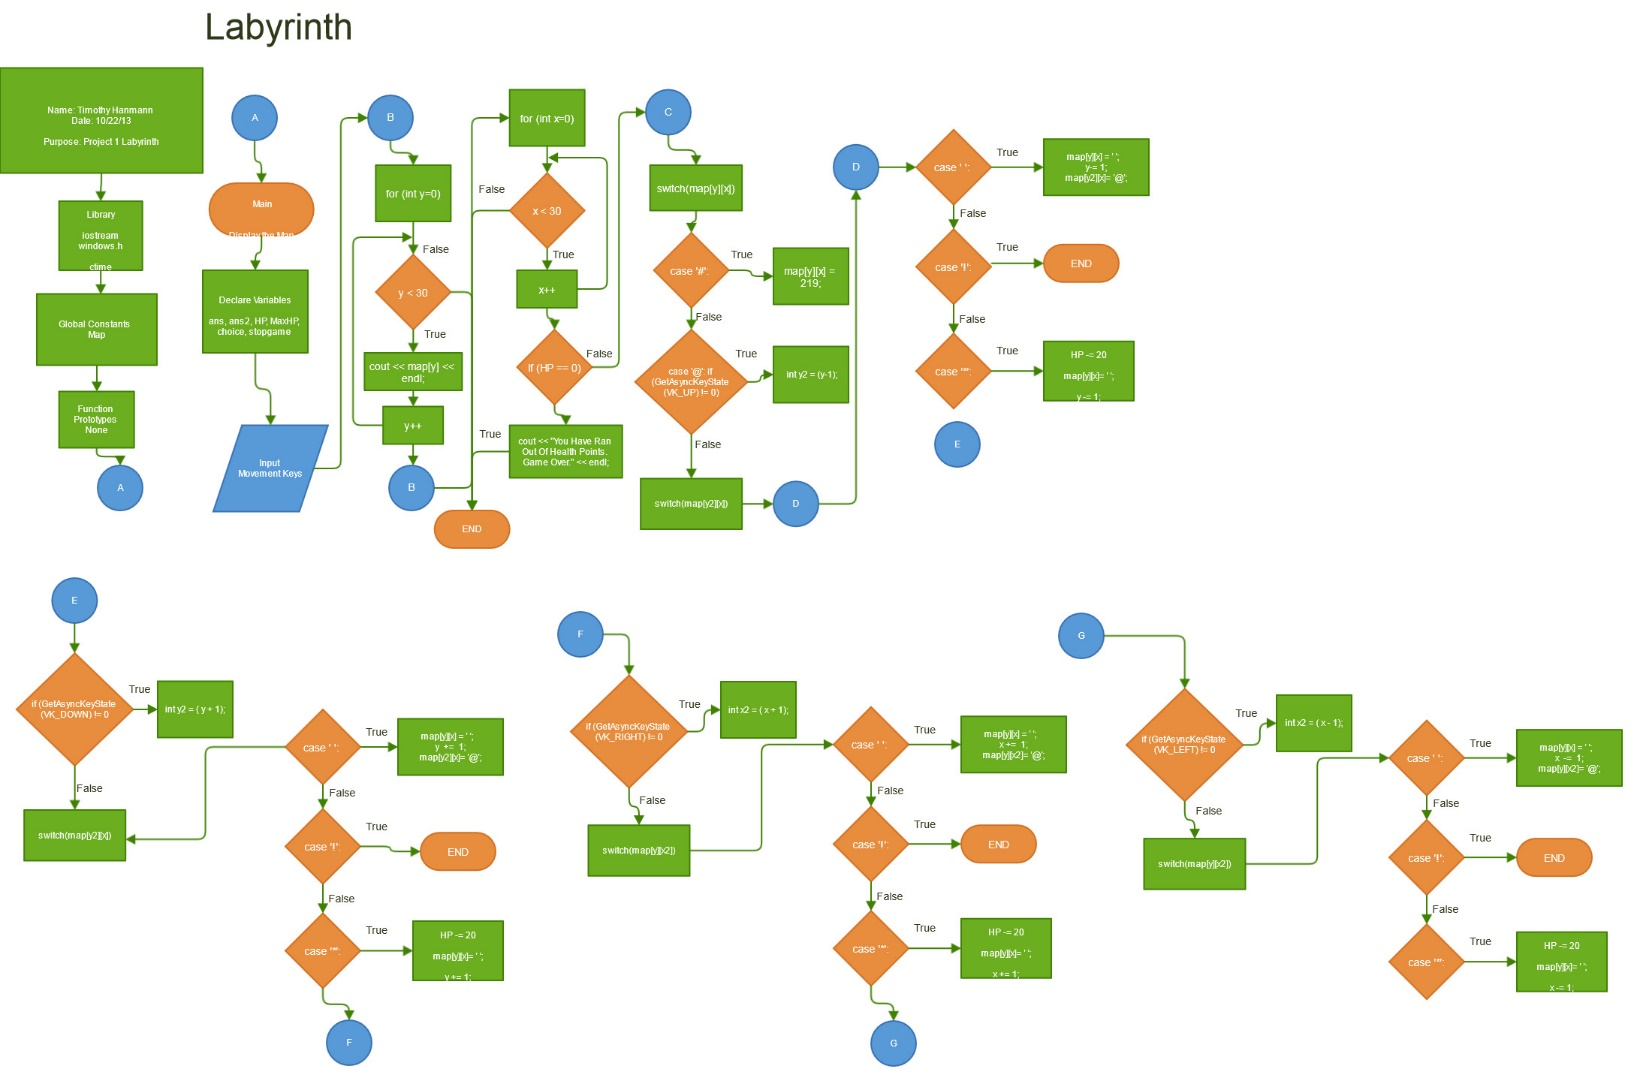 Labyrinth
Name: Timothy Hanmann
Date: 10/22/13
Purpose: Project 1 Labyrinth
Library
iostream
windows.h
ctime
Global Constants
Map
Function
Prototypes
None
A
A
Main
Display the Map
Declare Variables
ans, ans2, HP, MaxHP,
choice, stopgame
Input
Movement Keys
B
for (int y=0)
False
y < 30
True
cout << map[y] <<
endl;
y++
B
for (int x=0)
False
x < 30
True
x++
if (HP == 0)
False
True
cout << "You Have Ran
Out Of Health Points.
Game Over." << endl;
END
C
switch(map[y][x])
case '#':
True
map[y][x] =
219;
False
case '@': if
(GetAsyncKeyState
(VK_UP) != 0)
True
int y2 = (y-1);
False
switch(map[y2][x])
D
D
case ' ':
True
map[y][x] = ' ';
y-= 1;
map[y2][x]= '@';
False
case '!':
True
END
False
case '*':
True
HP -= 20
map[y][x]= ' ';
y -= 1;
E
E
if (GetAsyncKeyState
(VK_DOWN) != 0
True
int y2 = ( y + 1);
False
switch(map[y2][x])
case ' ':
True
map[y][x] = ' ';
y += 1;
map[y2][x]= '@';
False
case '!':
True
END
False
case '*':
True
HP -= 20
map[y][x]= ' ';
y += 1;
F
F
if (GetAsyncKeyState
(VK_RIGHT) != 0
True
int x2 = ( x + 1);
False
switch(map[y][x2])
case ' ':
True
map[y][x] = ' ';
x += 1;
map[y][x2]= '@';
False
case '!':
True
END
False
case '*':
True
HP -= 20
map[y][x]= ' ';
x += 1;
G
G
if (GetAsyncKeyState
(VK_LEFT) != 0
True
int x2 = ( x - 1);
False
switch(map[y][x2])
case ' ':
True
map[y][x] = ' ';
x -= 1;
map[y][x2]= '@';
False
case '!':
True
END
False
case '*':
True
HP -= 20
map[y][x]= ' ';
x -= 1;